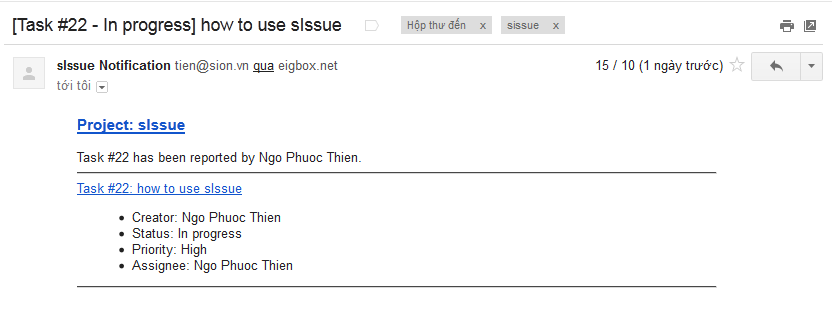 [Task #22 - In progress] how to use sIssue Hộp thư đến x sissue x
sIssue Notification tien@sion.vn qua eigbox.net 15 / 10 (1 ngày trước)
tới tôi
Project: sIssue
Task #22 has been reported by Ngo Phuoc Thien.
Task #22: how to use sIssue
• Creator: Ngo Phuoc Thien
• Status: In progress
• Priority: High
• Assignee: Ngo Phuoc Thien